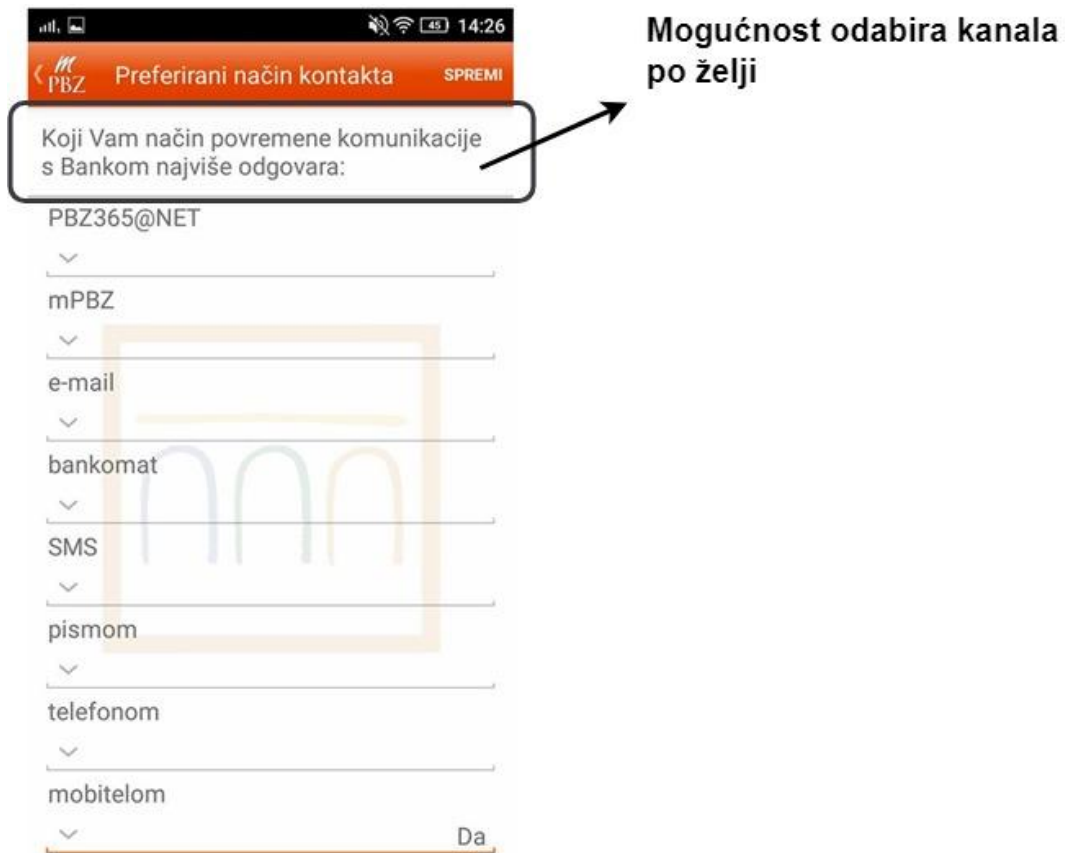 45 14:26
m
PBZ Preferirani način kontakta SPREMI
Koji Vam način povremene komunikacije
s Bankom najviše odgovara:
PBZ365@NET
mPBZ
e-mail
bankomat
SMS
pismom
telefonom
mobitelom
Da
Mogućnost odabira kanala
po želji